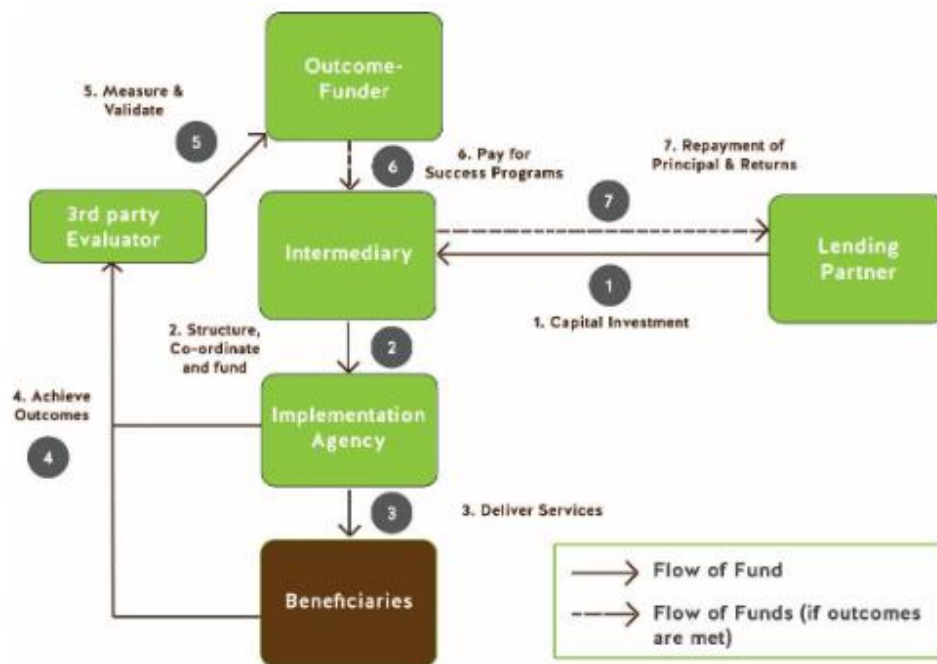 Outcome-
Funder
5. Measure &
Validate
5
6
6. Pay for
Success Programs
7. Repayment of
Principal & Returns
7
3rd party
Evaluator
Intermediary
Lending
Partner
1
1. Capital Investment
2. Structure,
Co-ordinate
and fund
2
4. Achieve
Outcomes
4
Implementation
Agency
3
3. Deliver Services
Beneficiaries
Flow of Fund
Flow of Funds (if outcomes
are met)